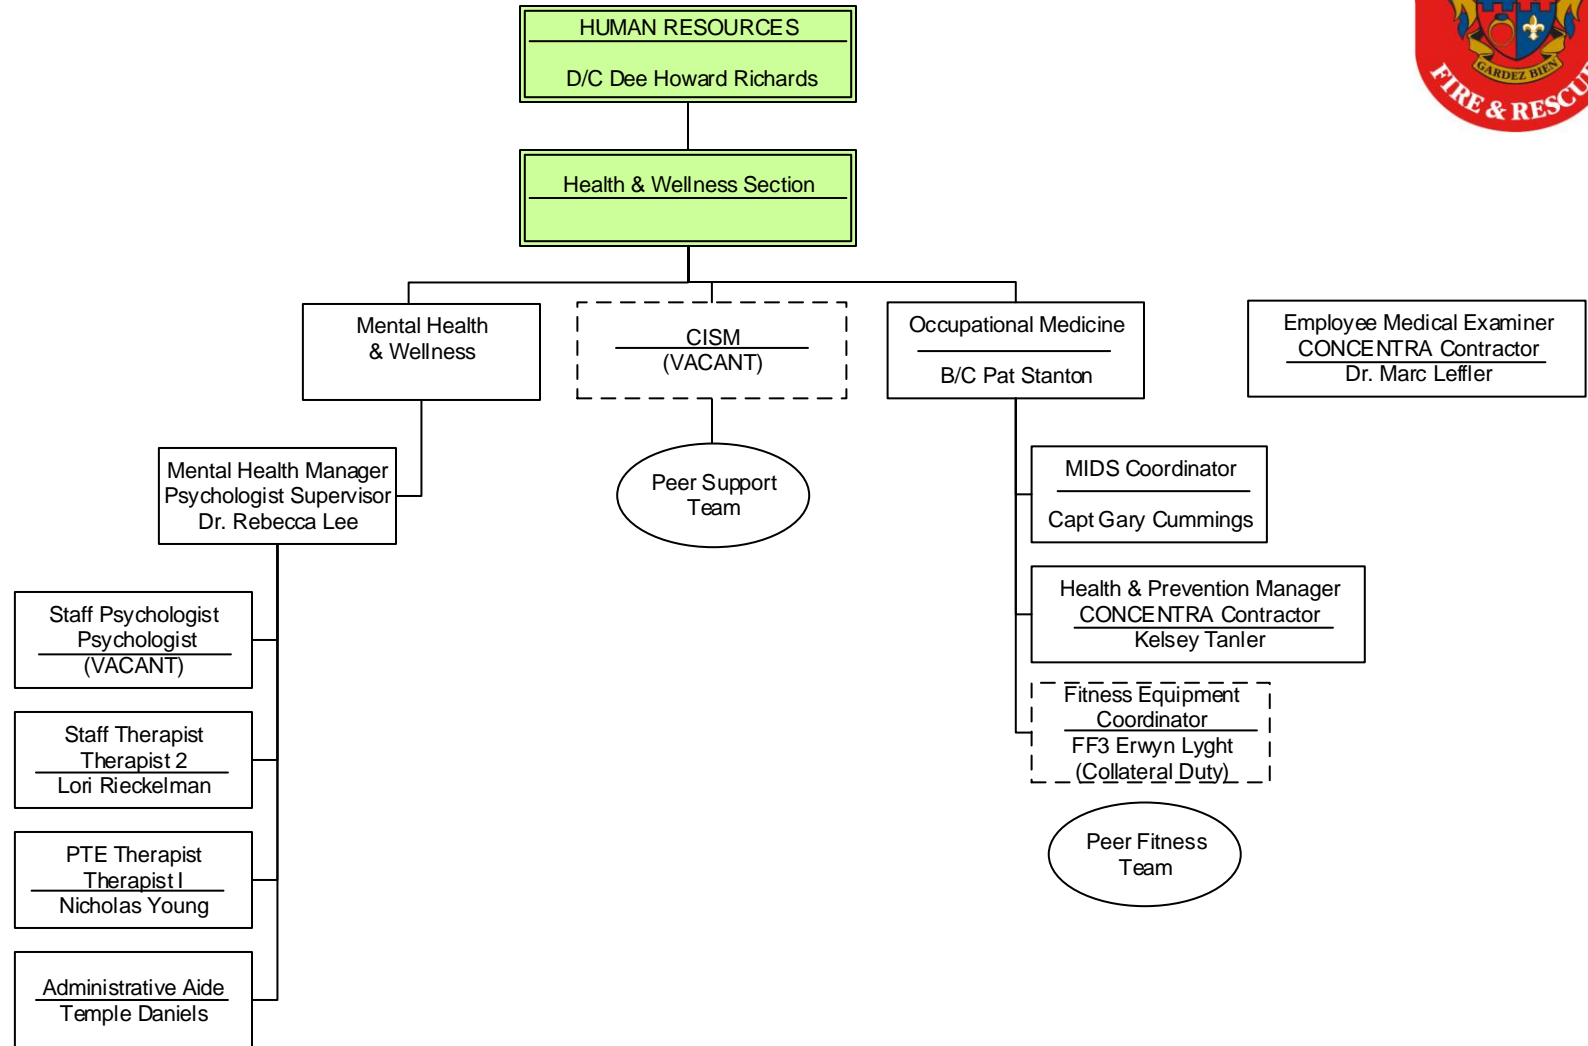 HUMAN RESOURCES
D/C Dee Howard Richards
GARDEZ BIEN
FIRE & RESCU
Health & Wellness Section
Mental Health
& Wellness
CISM
(VACANT)
Occupational Medicine
B/C Pat Stanton
Employee Medical Examiner
CONCENTRA Contractor
Dr. Marc Leffler
Mental Health Manager
Psychologist Supervisor
Dr. Rebecca Lee
Peer Support
Team
MIDS Coordinator
Capt Gary Cummings
Staff Psychologist
Psychologist
(VACANT)
Health & Prevention Manager
CONCENTRA Contractor
Kelsey Tanler
Staff Therapist
Therapist 2
Lori Rieckelman
Fitness Equipment
Coordinator
FF3 Erwyn Lyght
(Collateral Duty)
PTE Therapist
Therapist I
Nicholas Young
Peer Fitness
Team
Administrative Aide
Temple Daniels